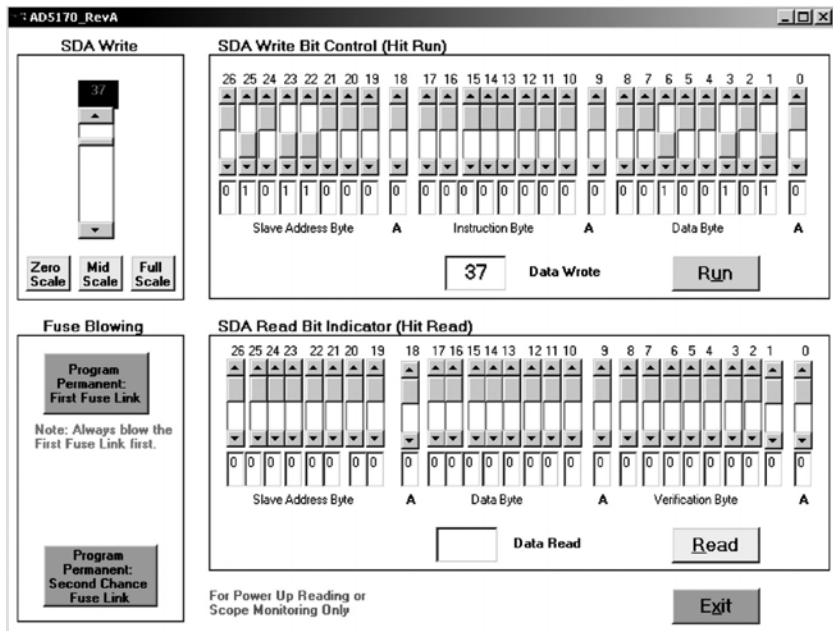 AD5170_RevA
SDA Write
37
Zero Scale
Mid Scale
Full Scale
SDA Write Bit Control (Hit Run)
26 25 24 23 22 21 20 19 18 17 16 15 14 13 12 11 10 9 8 7 6 5 4 3 2 1 0
0 1 0 1 1 0 0 0 0 0 0 0 0 0 0 0 0 0 0 0 1 0 0 1 0 1 0
Slave Address Byte A Instruction Byte A Data Byte A
37 Data Wrote Run
Fuse Blowing
Program
Permanent:
First Fuse Link
Note: Always blow the
First Fuse Link first.
Program
Permanent:
Second Chance
Fuse Link
SDA Read Bit Indicator (Hit Read)
26 25 24 23 22 21 20 19 18 17 16 15 14 13 12 11 10 9 8 7 6 5 4 3 2 1 0
0 0 0 0 0 0 0 0 0 0 0 0 0 0 0 0 0 0 0 0 0 0 0 0 0 0 0
Slave Address Byte A Data Byte A Verification Byte A
Data Read Read
For Power Up Reading or
Scope Monitoring Only
Exit